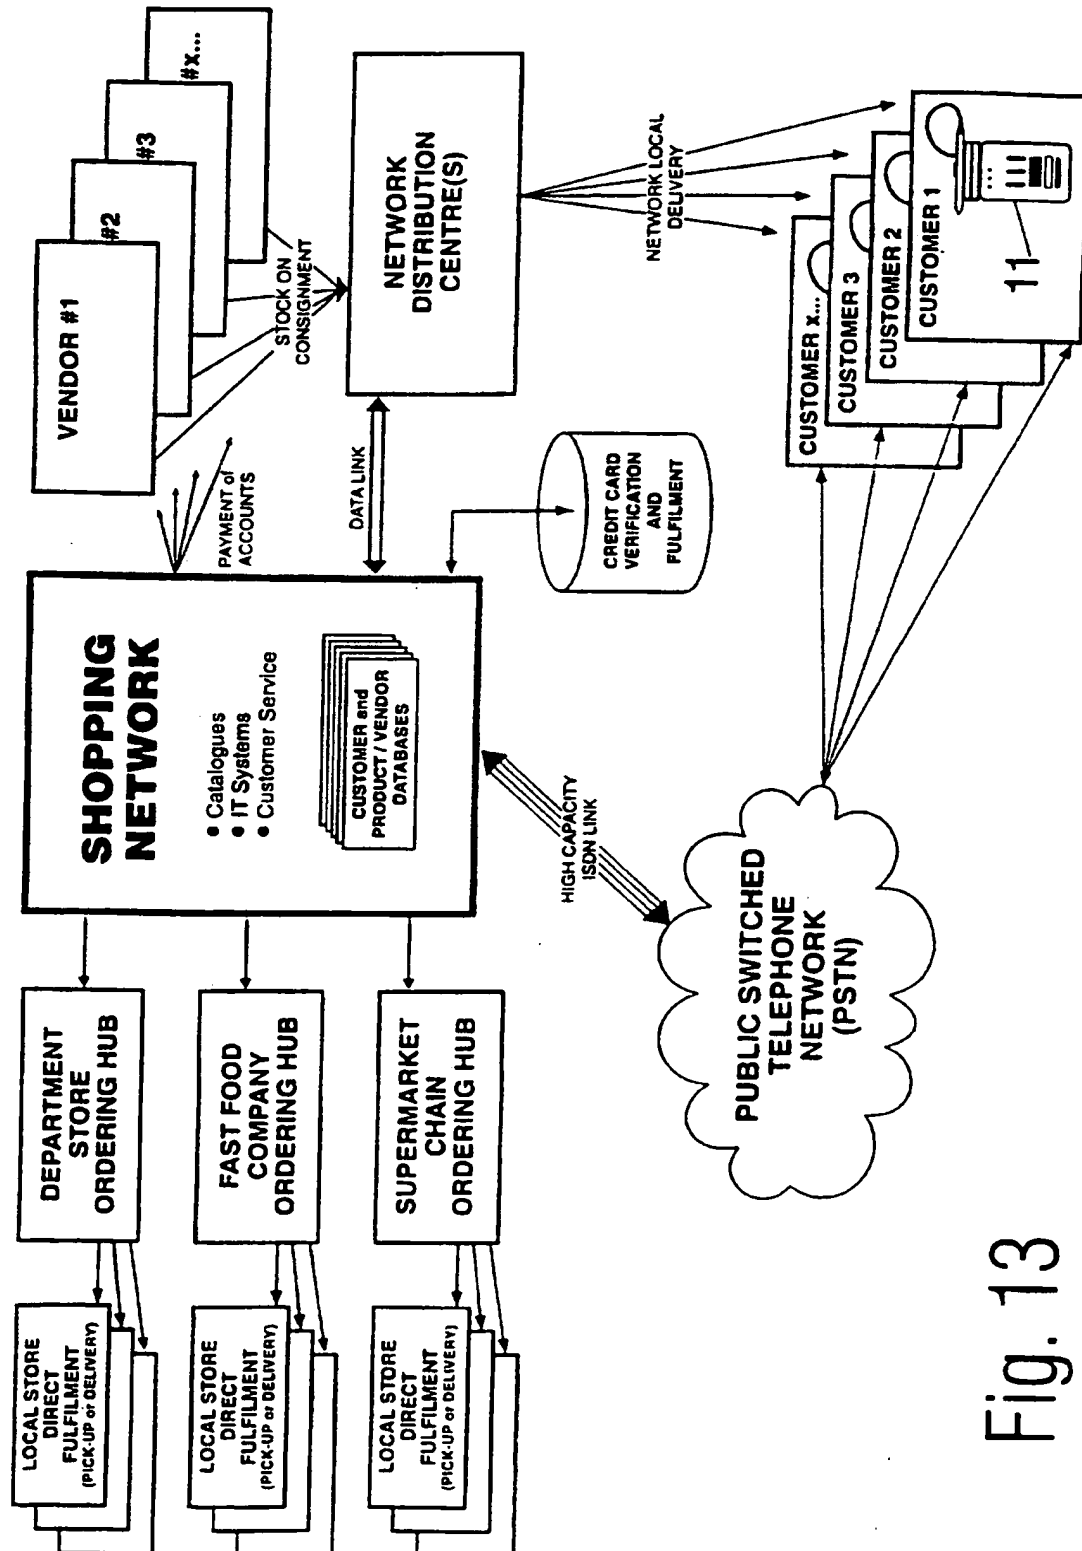 LOCAL STORE
DIRECT
FULFILMENT
(PICK-UP or DELIVERY)
DEPARTMENT
STORE
ORDERING HUB
LOCAL STORE
DIRECT
FULFILMENT
(PICK-UP or DELIVERY)
FAST FOOD
COMPANY
ORDERING HUB
LOCAL STORE
DIRECT
FULFILMENT
(PICK-UP or DELIVERY)
SUPERMARKET
CHAIN
ORDERING HUB
SHOPPING
NETWORK
• Catalogues
• IT Systems
• Customer Service
CUSTOMER and
PRODUCT / VENDOR
DATABASES
PAYMENT of
ACCOUNTS
VENDOR #1
#2
#3
#x...
STOCK ON
CONSIGNMENT
DATA LINK
NETWORK
DISTRIBUTION
CENTRE(S)
CREDIT CARD
VERIFICATION
AND
FULFILMENT
HIGH CAPACITY
ISDN LINK
NETWORK LOCAL
DELIVERY
PUBLIC SWITCHED
TELEPHONE
NETWORK
(PSTN)
CUSTOMER x...
CUSTOMER 3
CUSTOMER 2
CUSTOMER 1
11
Fig. 13